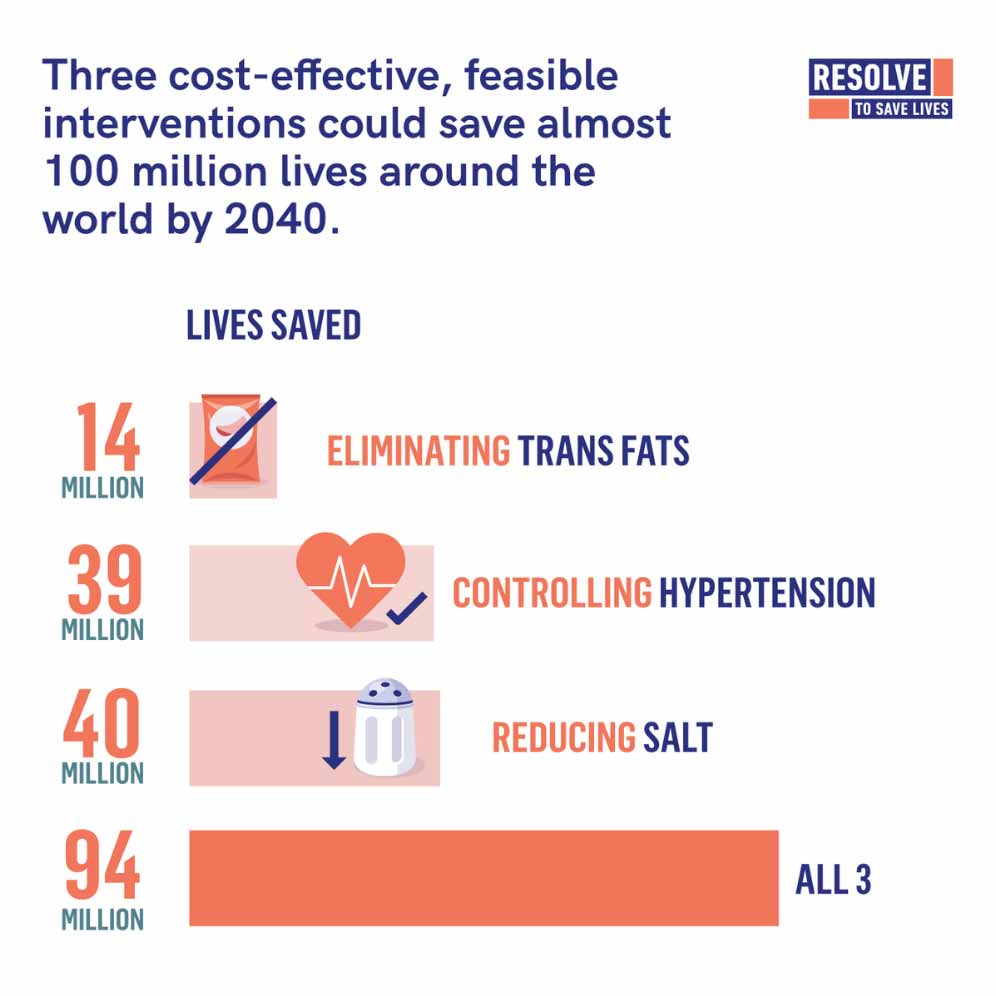 Three cost-effective, feasible
interventions could save almost
100 million lives around the
world by 2040.
RESOLVE
TO SAVE LIVES
LIVES SAVED
14
MILLION
ELIMINATING TRANS FATS
39
MILLION
CONTROLLING HYPERTENSION
40
MILLION
REDUCING SALT
94
MILLION
ALL 3